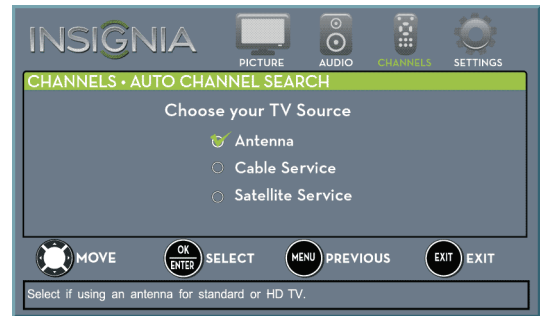 INSIGNIA
PICTURE AUDIO CHANNELS SETTINGS
CHANNELS • AUTO CHANNEL SEARCH
Choose your TV Source
Antenna
Cable Service
Satellite Service
MOVE OK ENTER SELECT MENU PREVIOUS EXIT EXIT
Select if using an antenna for standard or HD TV.